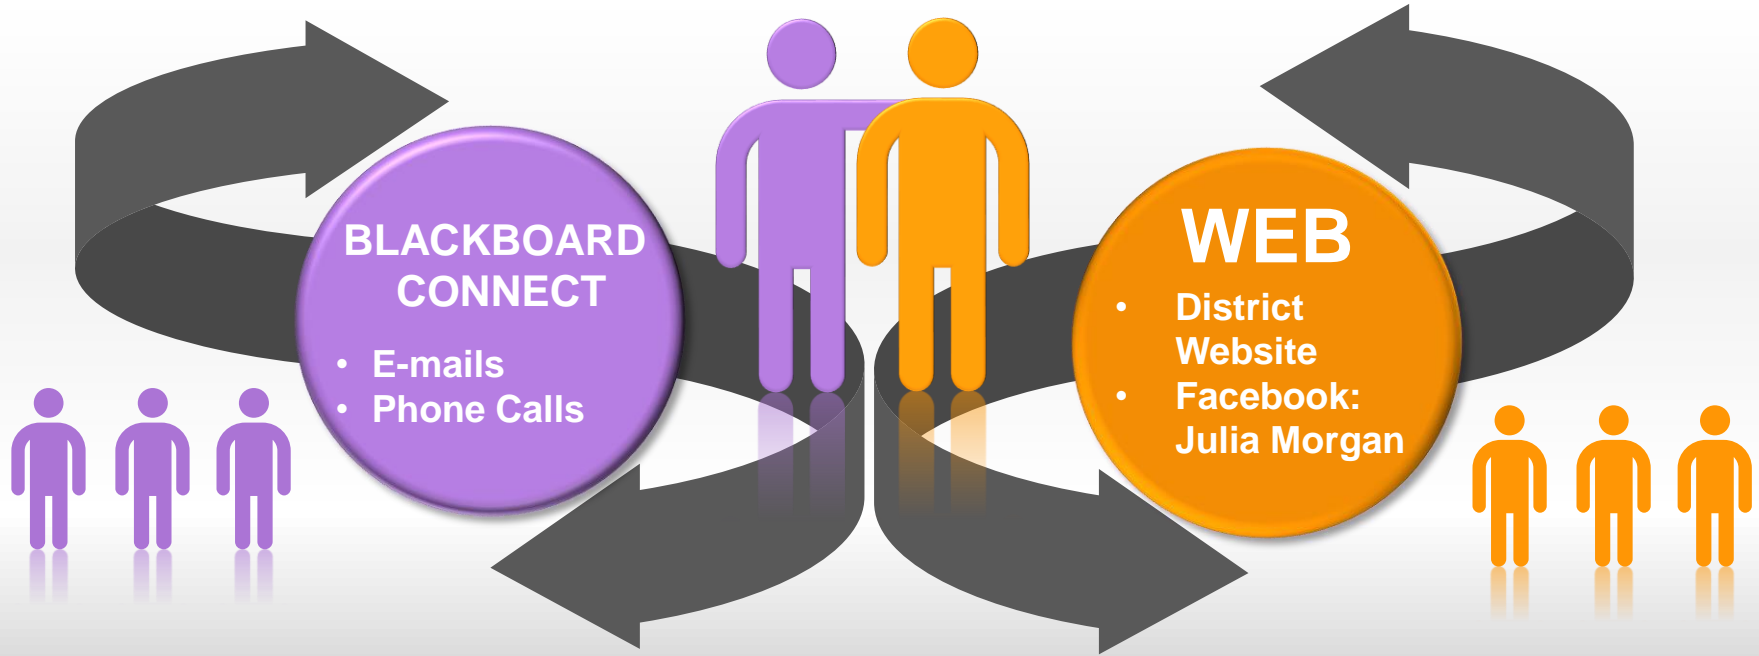 BLACKBOARD
CONNECT
• E-mails
• Phone Calls
WEB
• District
Website
• Facebook:
Julia Morgan